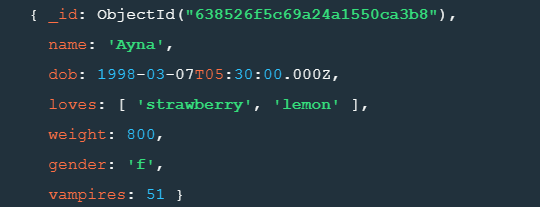 { _id: ObjectId("638526f5c69a24a1550ca3b8"),
name: 'Ayna',
dob: 1998-03-07T05:30:00.000Z,
loves: [ 'strawberry', 'lemon' ],
weight: 800,
gender: 'f',
vampires: 51 }